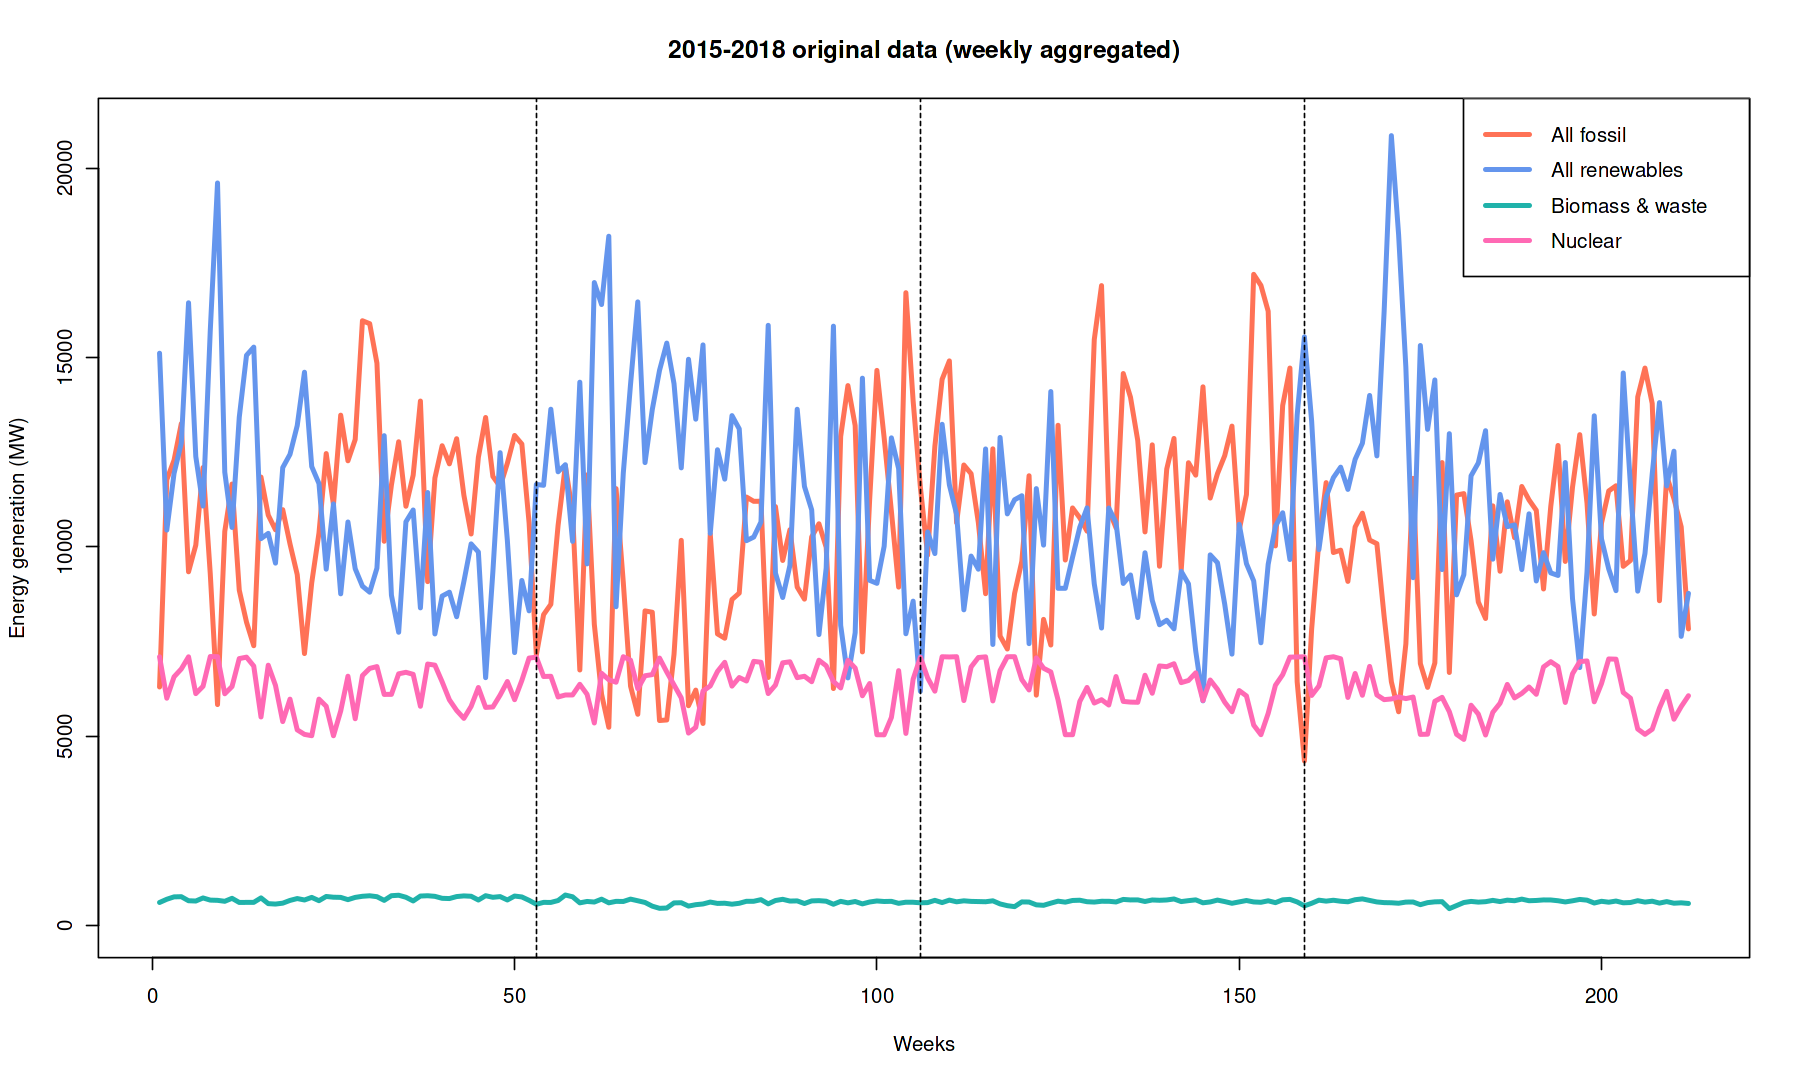 2015-2018 original data (weekly aggregated)
All fossil
All renewables
Biomass & waste
Nuclear
Energy generation (MW)
20000
15000
10000
5000
0
0 50 100 150 200
Weeks